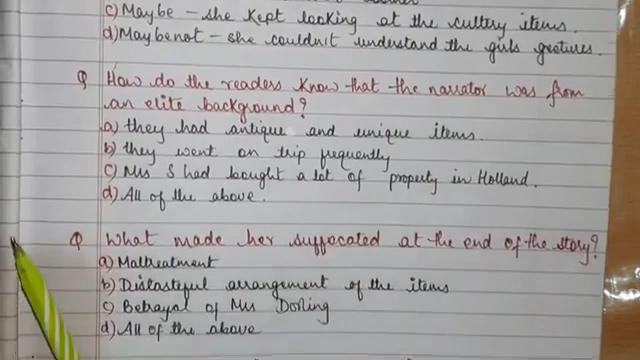 c) Maybe - she kept looking at the cutlery items.
d) Maybe not - she couldn't understand the girls gestures.
Q How do the readers know that the narrator was from
an elite background?
a) they had antique and unique items.
b) they went on trip frequently
c) Mrs S had bought a lot of property in Holland.
d) All of the above.
Q What made her suffocated at the end of the story?
a) Maltreatment
b) Distasteful arrangement of the items
c) Betrayal of Mrs Dorling
d) All of the above